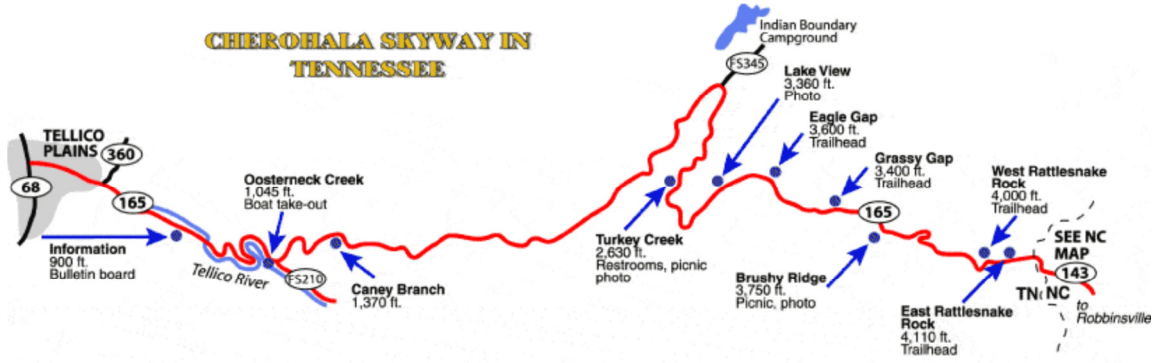 CHEROHALA SKYWAY IN
TENNESSEE
Indian Boundary
Campground
FS345
Lake View
3,360 ft.
Photo
Eagle Gap
3,600 ft.
Trailhead
Grassy Gap
3,400 ft.
Trailhead
West Rattlesnake
Rock
4,000 ft.
Trailhead
TELLICO
PLAINS
360
68
165
Oosterneck Creek
1,045 ft.
Boat take-out
165
SEE NC
MAP
143
TN NC
to
Robbinsville
Information
900 ft.
Bulletin board
Tellico River
FS210
Caney Branch
1,370 ft.
Turkey Creek
2,630 ft.
Restrooms, picnic
photo
Brushy Ridge
3,750 ft.
Picnic, photo
East Rattlesnake
Rock
4,110 ft.
Trailhead